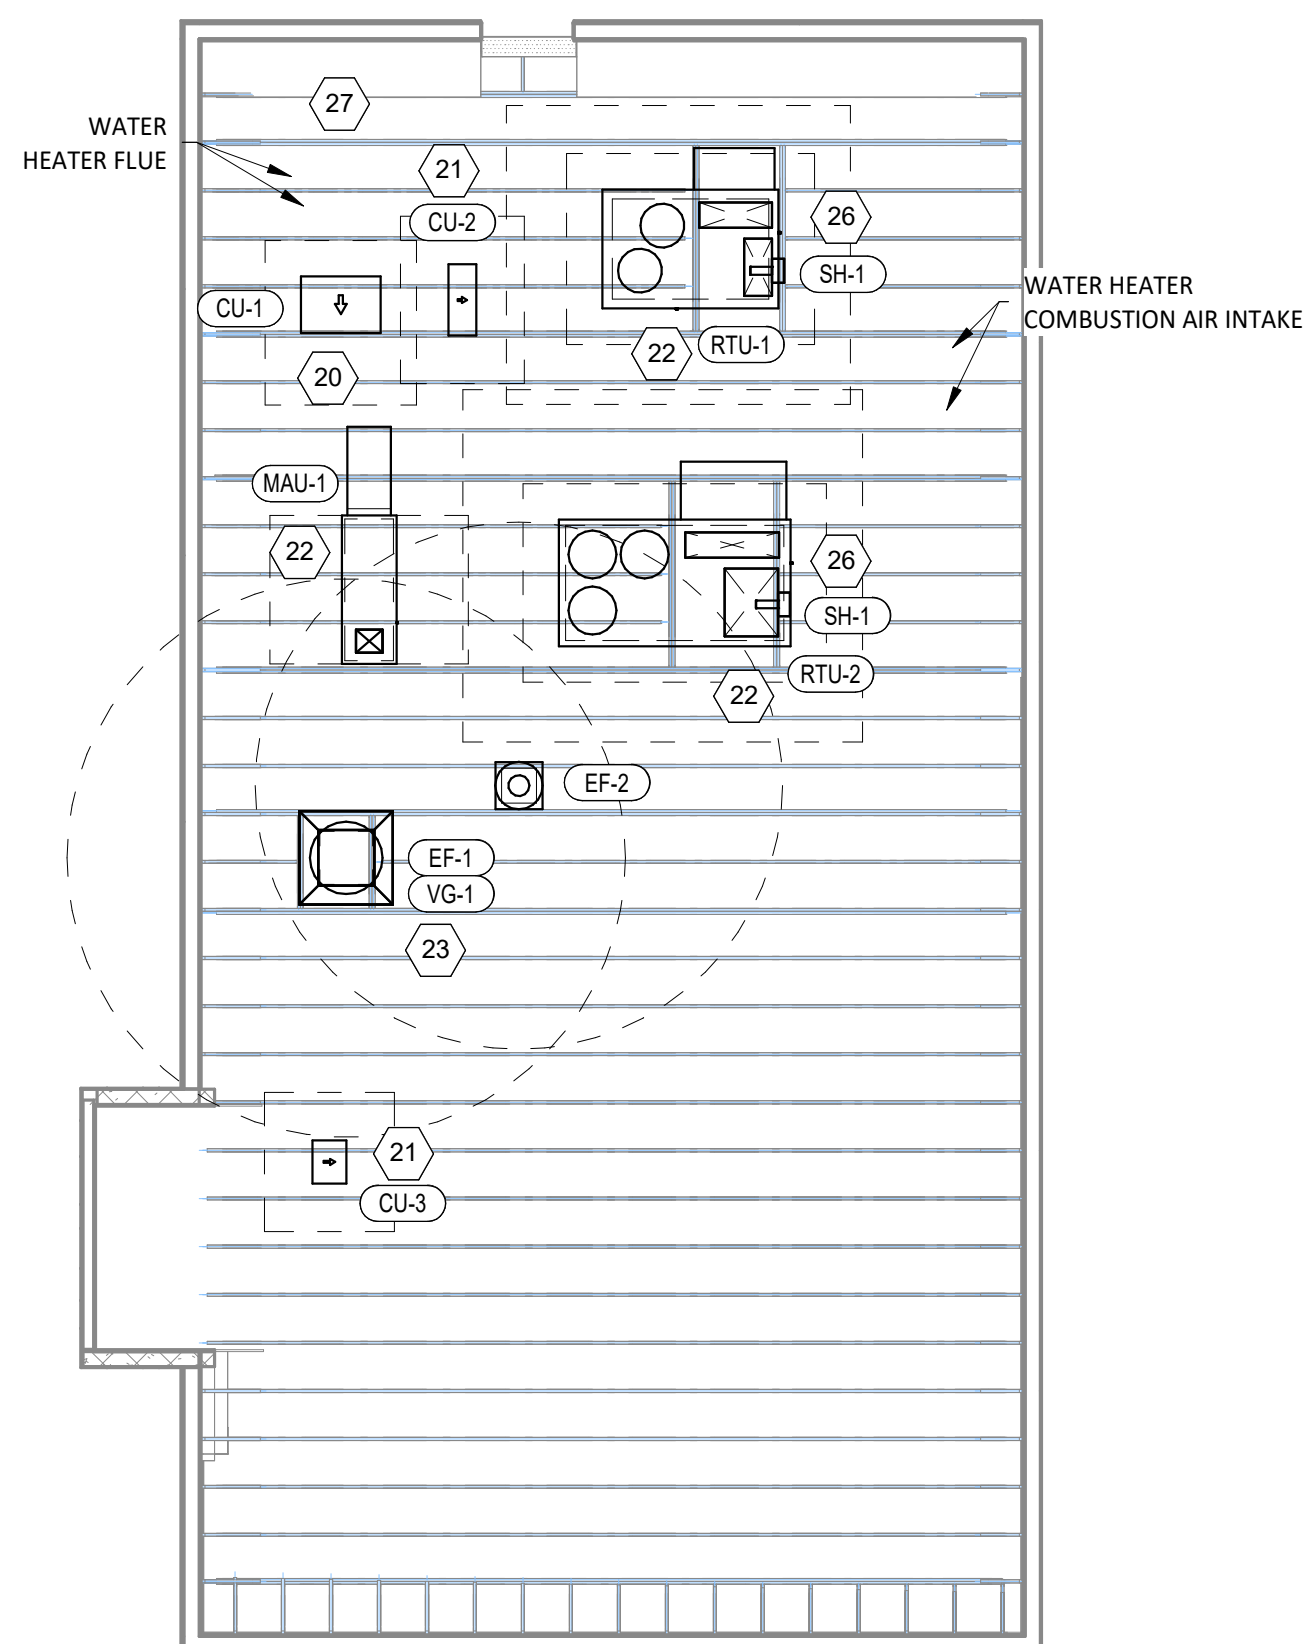 27
WATER
HEATER FLUE
21
CU-2
26
SH-1
CU-1
WATER HEATER
COMBUSTION AIR INTAKE
22
RTU-1
20
MAU-1
22
26
SH-1
RTU-2
22
EF-2
EF-1
VG-1
23
21
CU-3